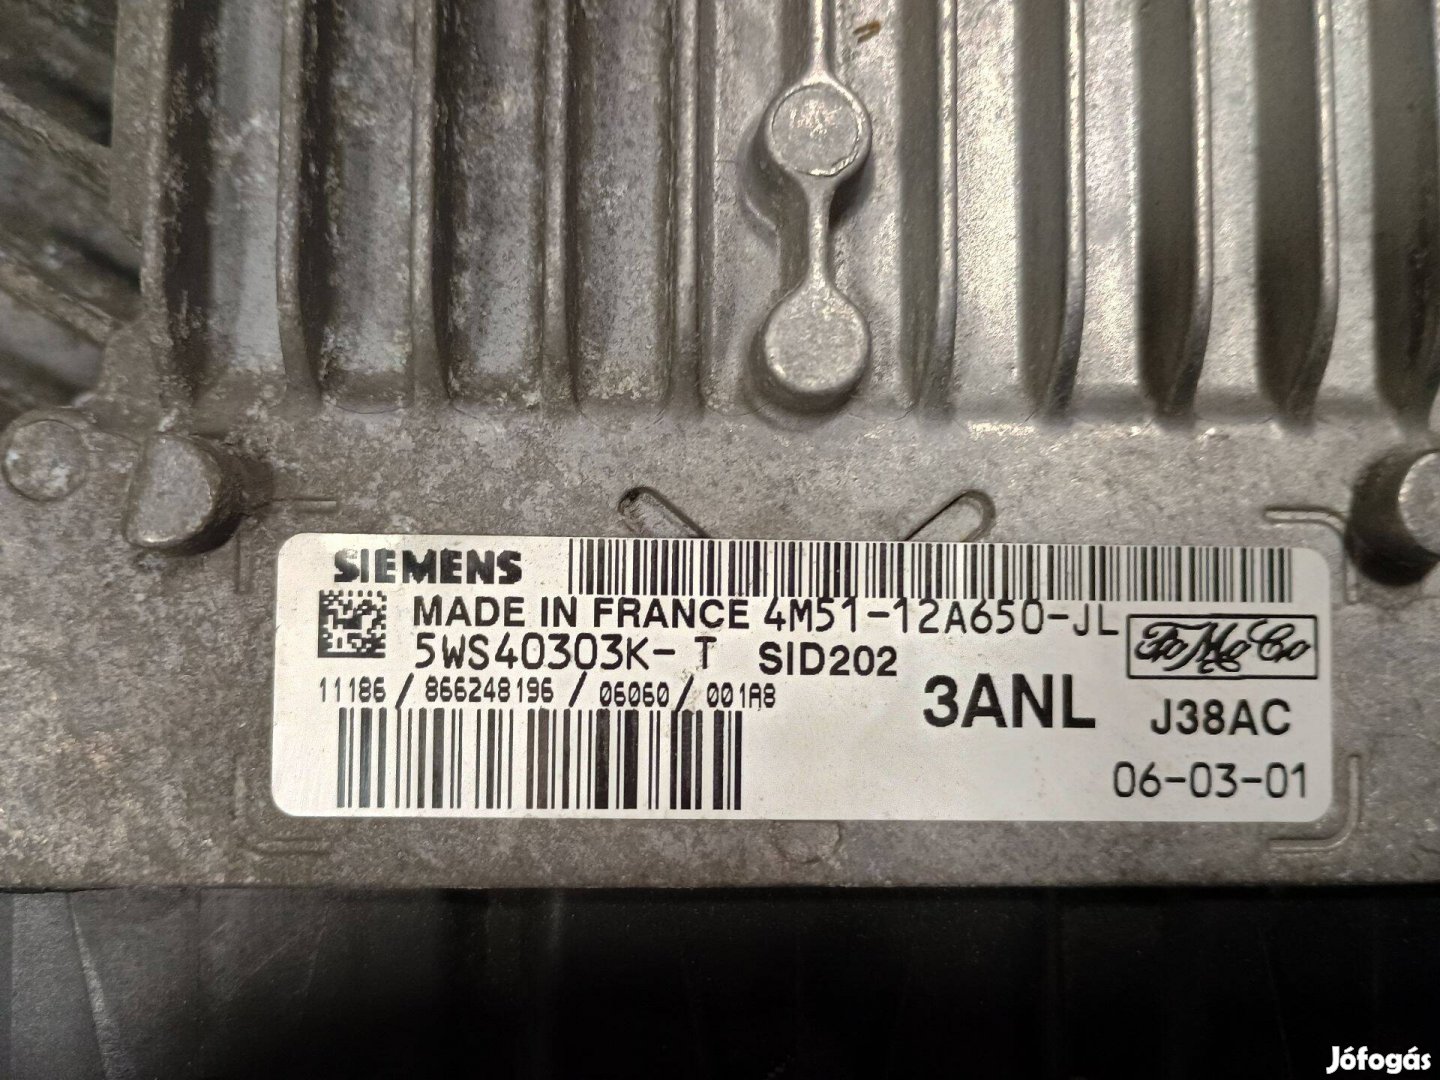 SIEMENS
MADE IN FRANCE 4M51-12A650-JL
5WS40303K-T SID202
FoMoCo
11186/866248196/06060/001A8
3ANL J38AC
06-03-01
Jófogás